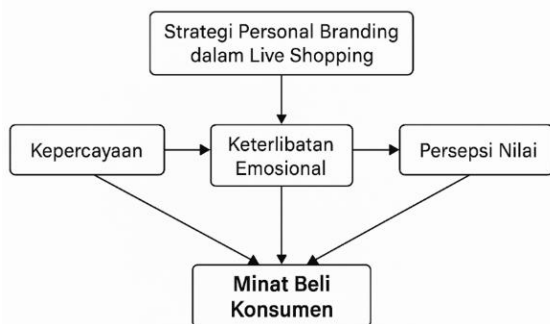 Strategi Personal Branding
dalam Live Shopping
Kepercayaan
Keterlibatan
Emosional
Persepsi Nilai
Minat Beli
Konsumen